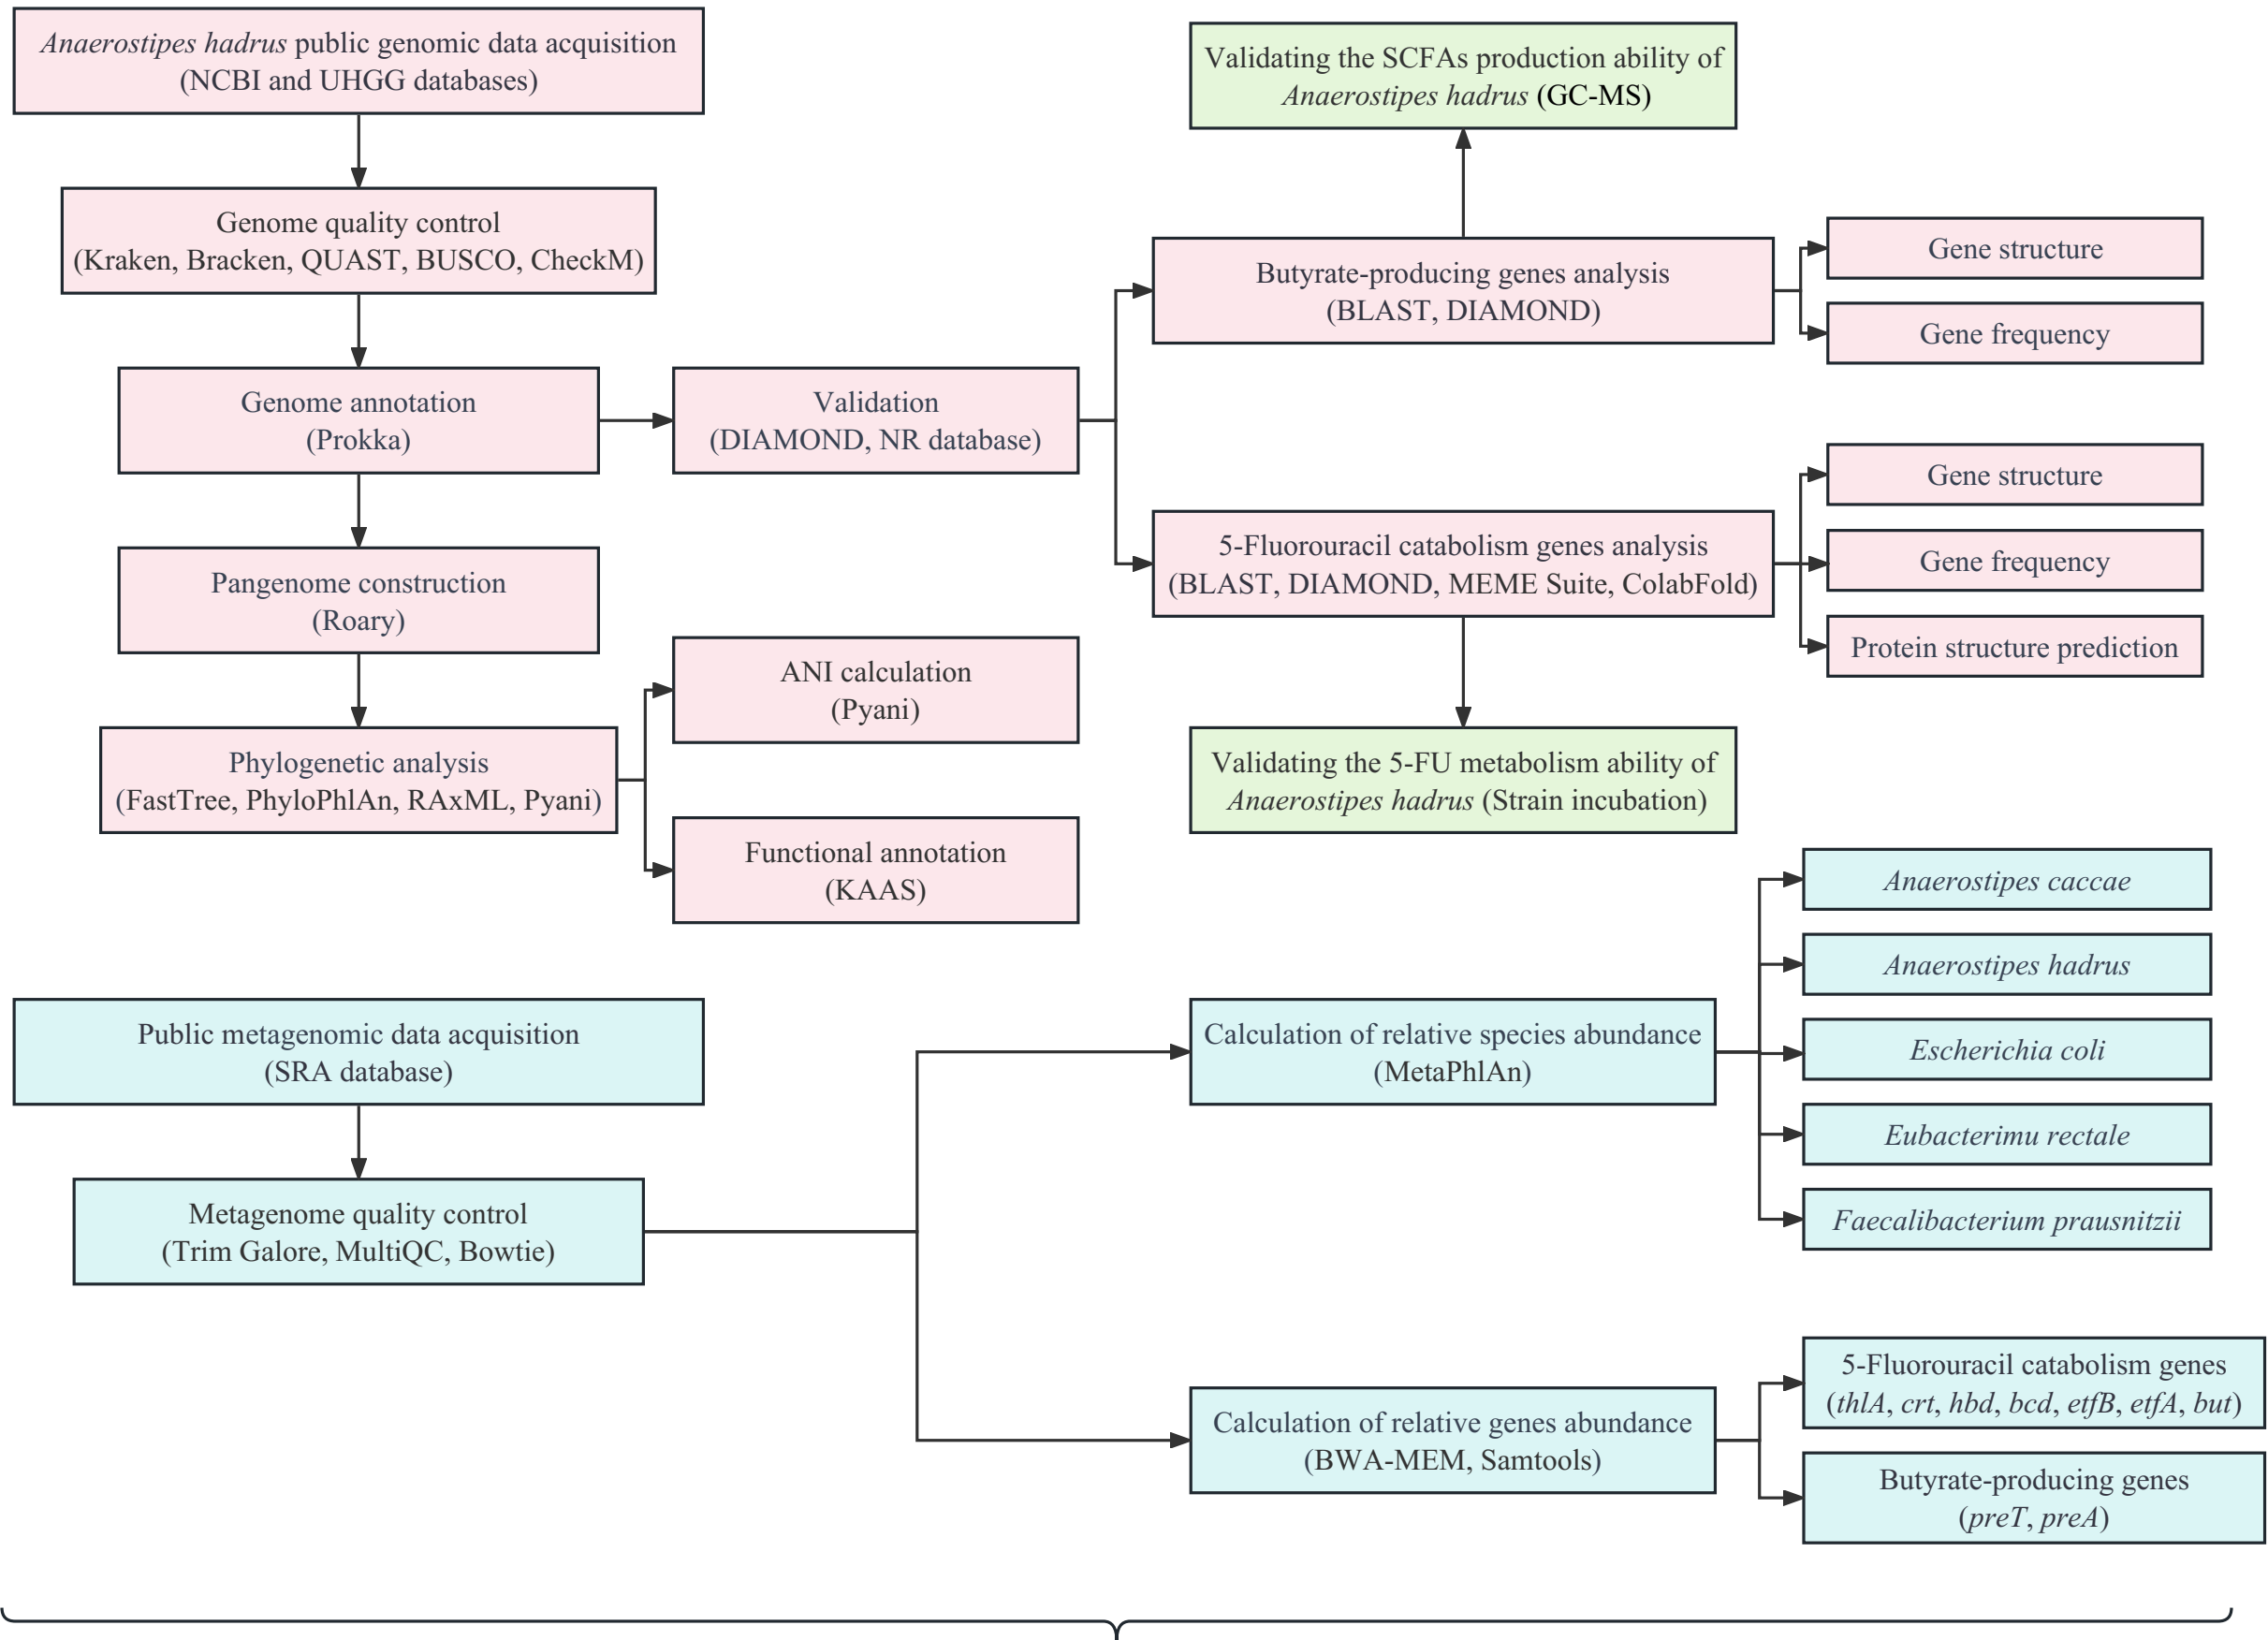 Anaerostipes hadrus public genomic data acquisition
(NCBI and UHGG databases)
Genome quality control
(Kraken, Bracken, QUAST, BUSCO, CheckM)
Genome annotation
(Prokka)
Validation
(DIAMOND, NR database)
Pangenome construction
(Roary)
Phylogenetic analysis
(FastTree, PhyloPhlAn, RAxML, Pyani)
ANI calculation
(Pyani)
Functional annotation
(KAAS)
Validating the SCFAs production ability of
Anaerostipes hadrus (GC-MS)
Butyrate-producing genes analysis
(BLAST, DIAMOND)
Gene structure
Gene frequency
5-Fluorouracil catabolism genes analysis
(BLAST, DIAMOND, MEME Suite, ColabFold)
Gene structure
Gene frequency
Protein structure prediction
Validating the 5-FU metabolism ability of
Anaerostipes hadrus (Strain incubation)
Public metagenomic data acquisition
(SRA database)
Metagenome quality control
(Trim Galore, MultiQC, Bowtie)
Calculation of relative species abundance
(MetaPhlAn)
Anaerostipes caccae
Anaerostipes hadrus
Escherichia coli
Eubacterimu rectale
Faecalibacterium prausnitzii
Calculation of relative genes abundance
(BWA-MEM, Samtools)
5-Fluorouracil catabolism genes
(thlA, crt, hbd, bcd, etfB, etfA, but)
Butyrate-producing genes
(preT, preA)